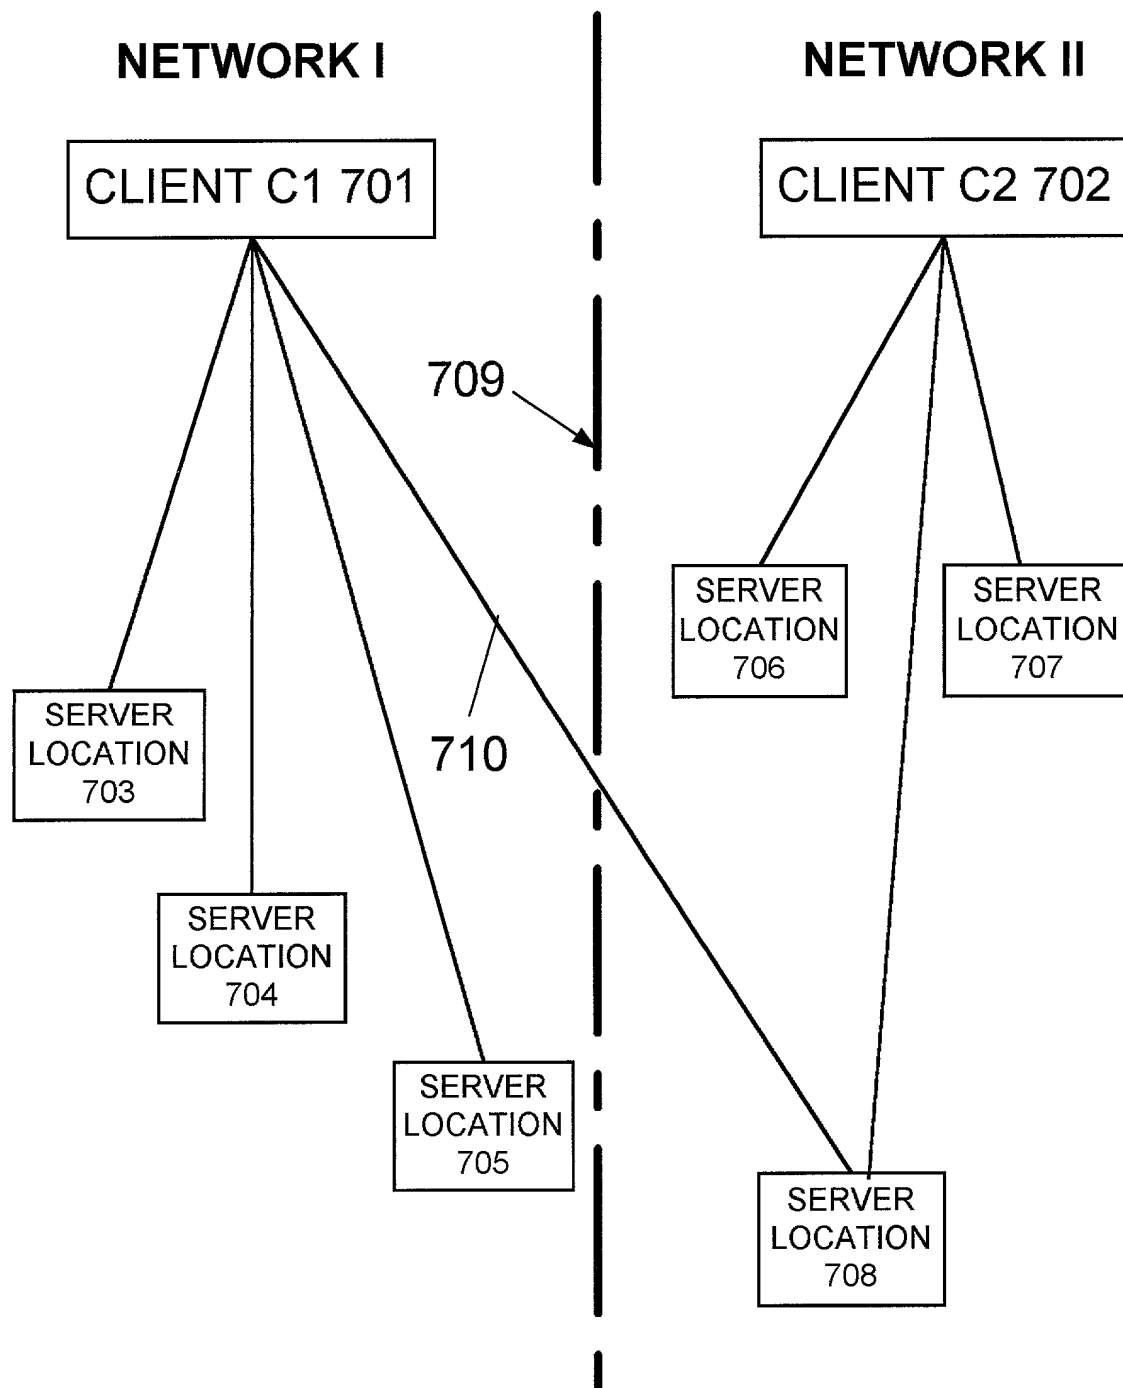 NETWORK I
NETWORK II
CLIENT C1 701
CLIENT C2 702
709
SERVER
LOCATION
706
SERVER
LOCATION
707
SERVER
LOCATION
703
710
SERVER
LOCATION
704
SERVER
LOCATION
705
SERVER
LOCATION
708